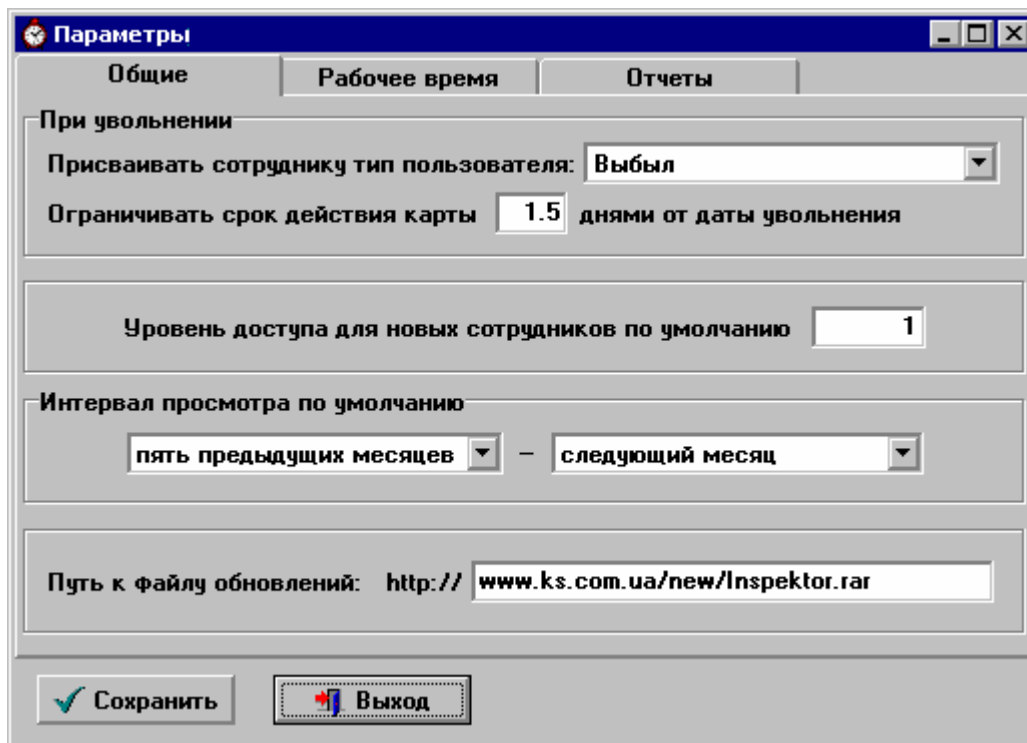 Параметры
Общие Рабочее время Отчеты
При увольнении
Присваивать сотруднику тип пользователя: Выбыл
Ограничивать срок действия карты 1.5 днями от даты увольнения
Уровень доступа для новых сотрудников по умолчанию 1
Интервал просмотра по умолчанию
пять предыдущих месяцев – следующий месяц
Путь к файлу обновлений: http:// www.ks.com.ua/new/Inspektor.rar
Сохранить Выход